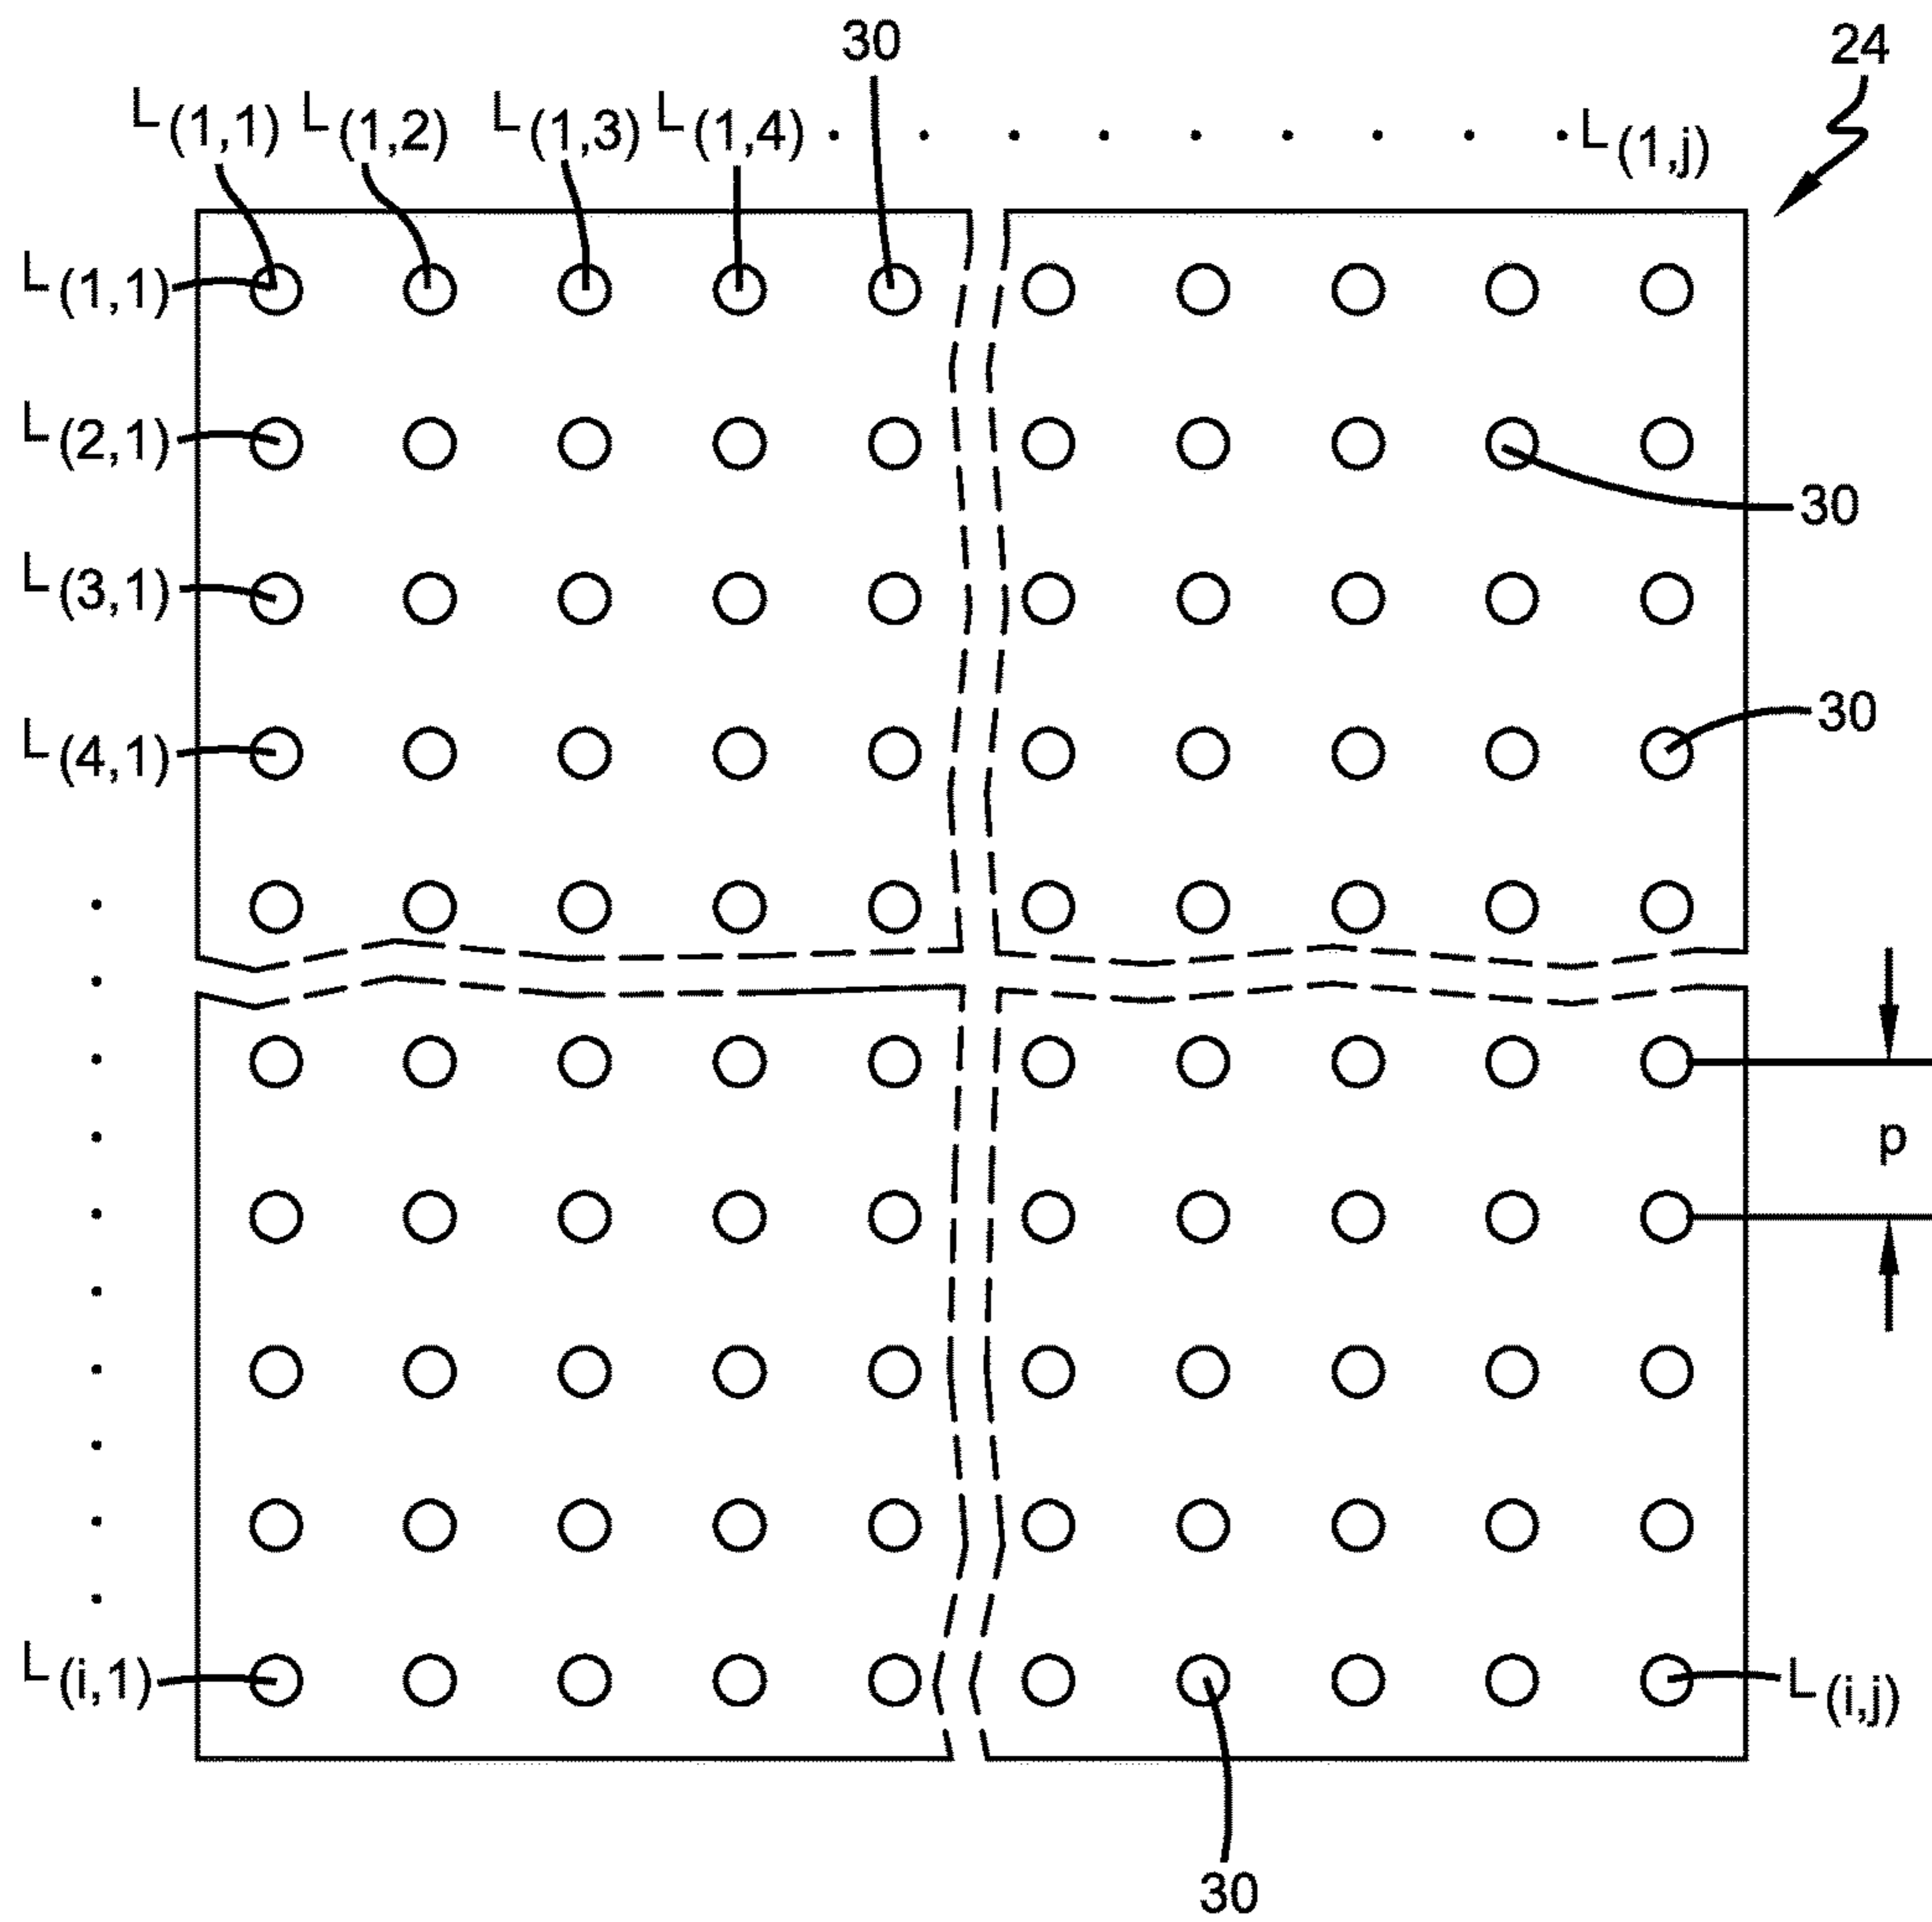 30
24
L(1,1) L(1,2) L(1,3) L(1,4) . . . . . . . . . L(1,j)
L(1,1)
L(2,1)
30
L(3,1)
30
L(4,1)
p
L(i,1)
L(i,j)
30